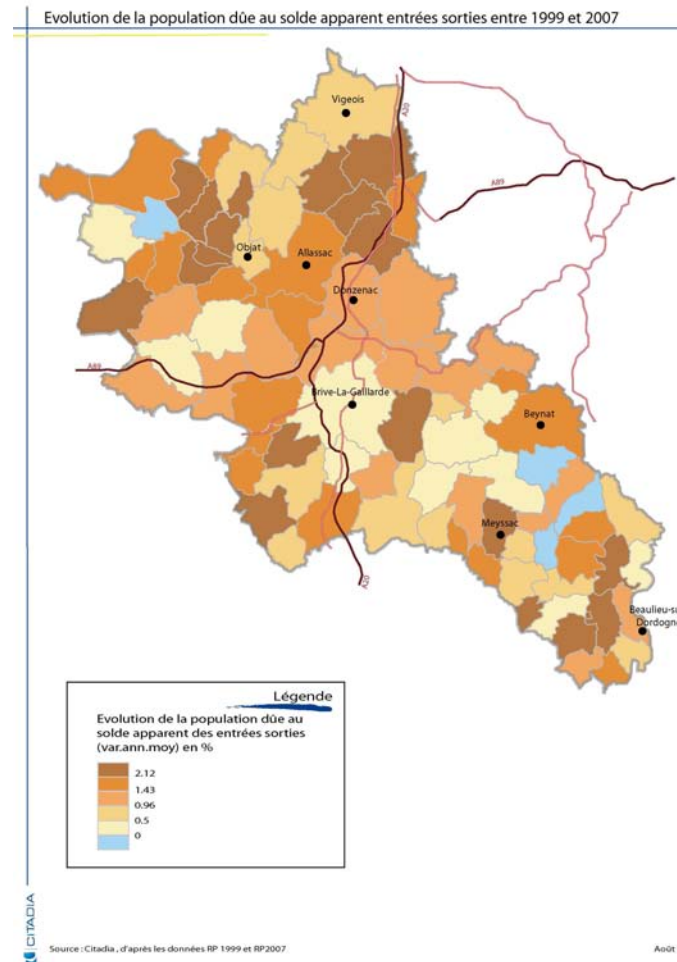 Evolution de la population dûe au solde apparent entrées sorties entre 1999 et 2007
Vigeois
A20
A89
Objat
Allassac
Donzenac
A89
Brive-La-Gaillarde
Beynat
Meyssac
A20
Beaulieu-su
Dordogn
Légende
Evolution de la population dûe au
solde apparent des entrées sorties
(var.ann.moy) en %
2.12
1.43
0.96
0.5
0
CITADIA
Source : Citadia , d'après les données RP 1999 et RP2007
Août